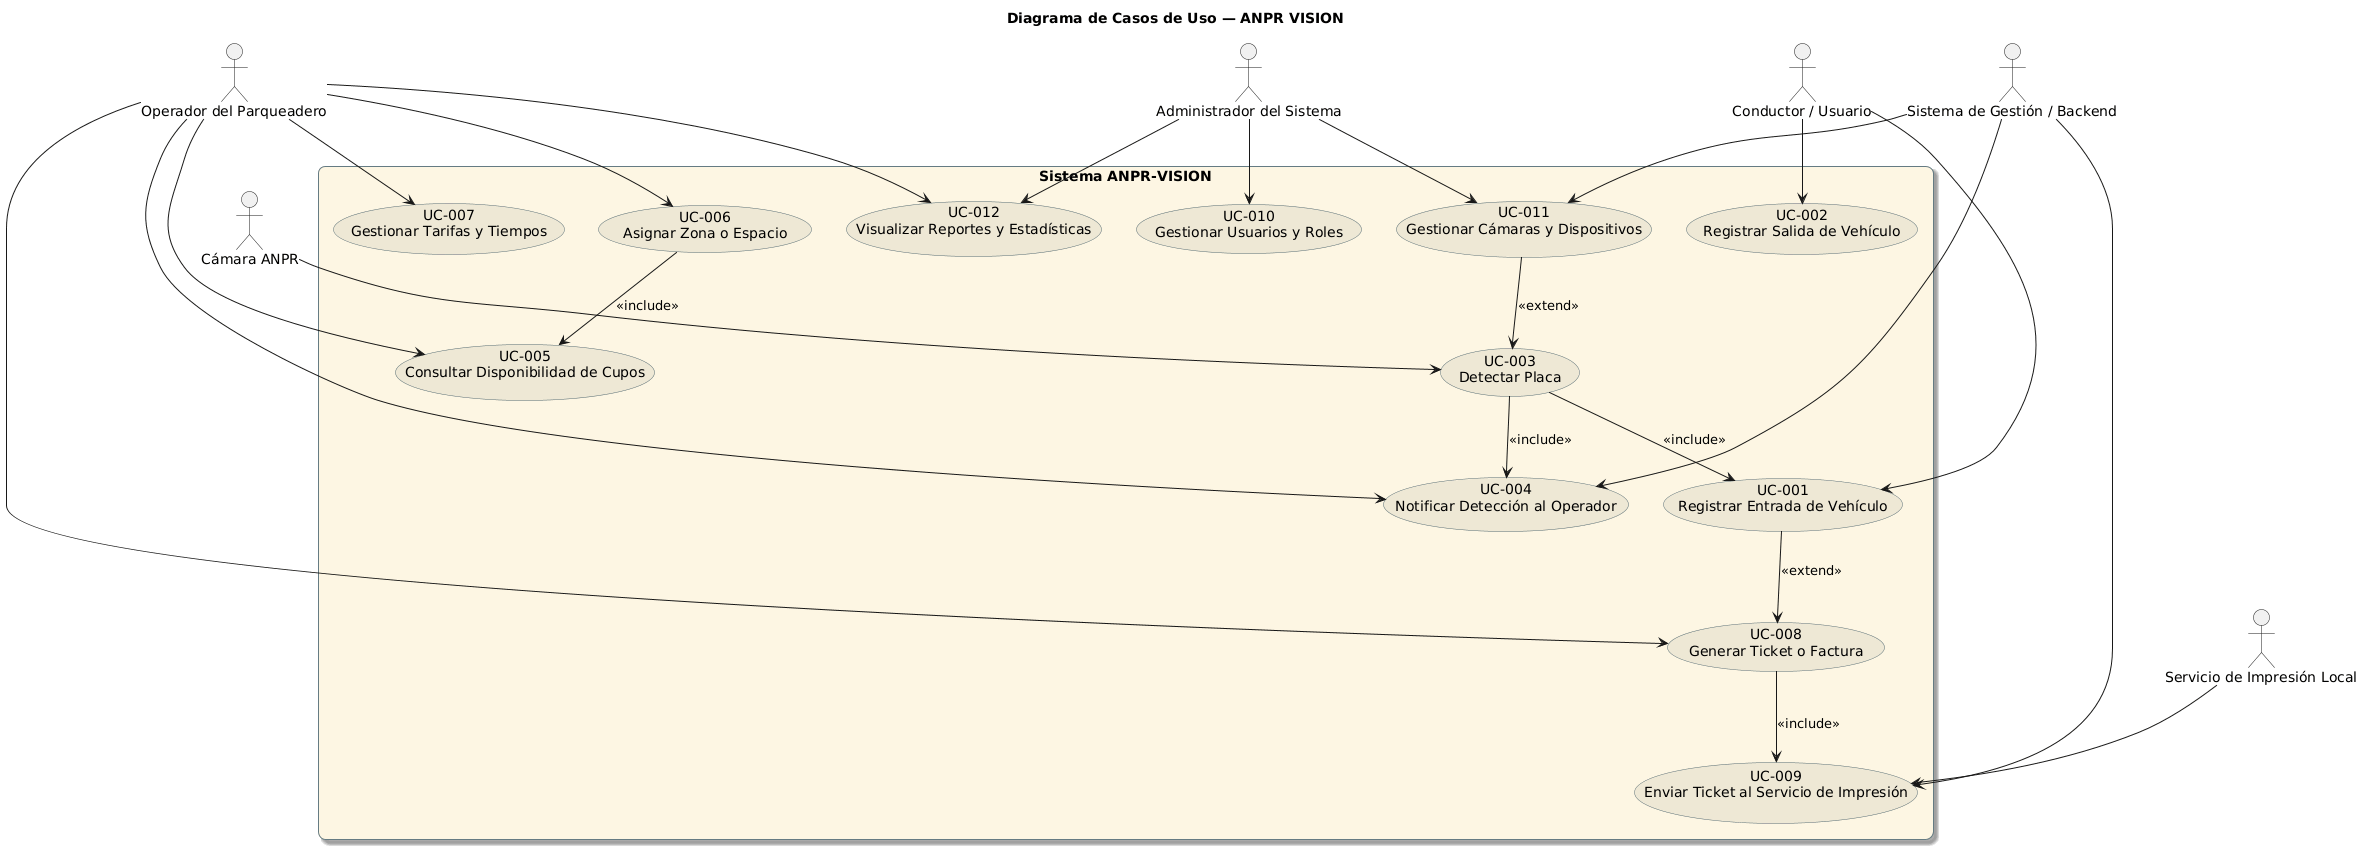 Diagrama de Casos de Uso — ANPR VISION
Operador del Parqueadero
Administrador del Sistema
Conductor / Usuario
Sistema de Gestión / Backend
Sistema ANPR-VISION
Cámara ANPR
UC-007
Gestionar Tarifas y Tiempos
UC-006
Asignar Zona o Espacio
UC-012
Visualizar Reportes y Estadísticas
UC-010
Gestionar Usuarios y Roles
UC-011
Gestionar Cámaras y Dispositivos
UC-002
Registrar Salida de Vehículo
«include»
«extend»
UC-005
Consultar Disponibilidad de Cupos
UC-003
Detectar Placa
«include»
«include»
UC-004
Notificar Detección al Operador
UC-001
Registrar Entrada de Vehículo
«extend»
UC-008
Generar Ticket o Factura
Servicio de Impresión Local
«include»
UC-009
Enviar Ticket al Servicio de Impresión